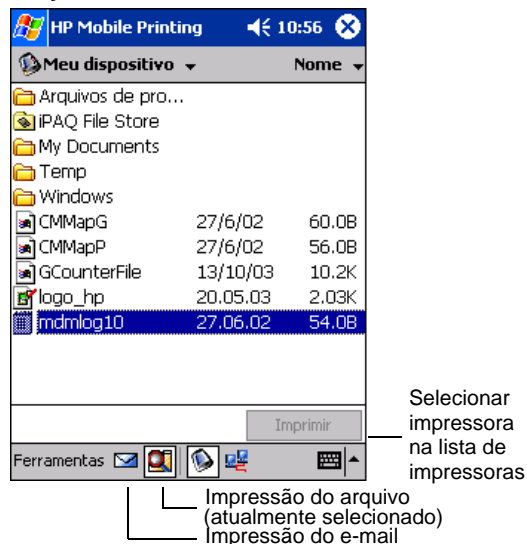 HP Mobile Printing 10:56
Meu dispositivo Nome
Arquivos de pro...
iPAQ File Store
My Documents
Temp
Windows
CMMapG 27/6/02 60.0B
CMMapP 27/6/02 56.0B
GCounterFile 13/10/03 10.2K
logo_hp 20.05.03 2.03K
mdmlog10 27.06.02 54.0B
Imprimir
Ferramentas
Selecionar
impressora
na lista de
impressoras
Impressão do arquivo
(atualmente selecionado)
Impressão do e-mail